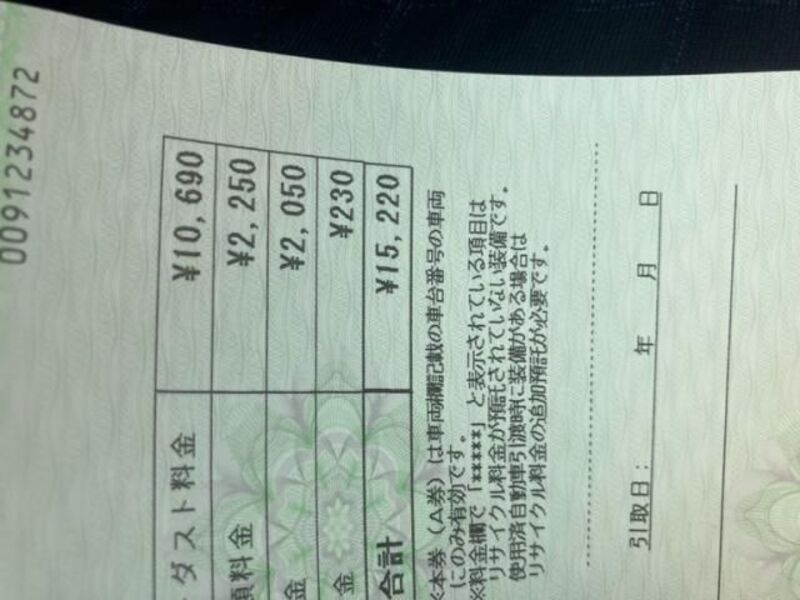 0091234872
ダスト料金 ¥10,690
類料金 ¥2,250
金 ¥2,050
金 ¥230
合計 ¥15,220
※本券(A券)は車両欄記載の車台番号の車両
にのみ有効です。
※料金欄で「*****」と表示されている項目は
リサイクル料金が預託されていない装備です。
使用済自動車引渡時に装備がある場合は
リサイクル料金の追加預託が必要です。
引取日: 年 月 日